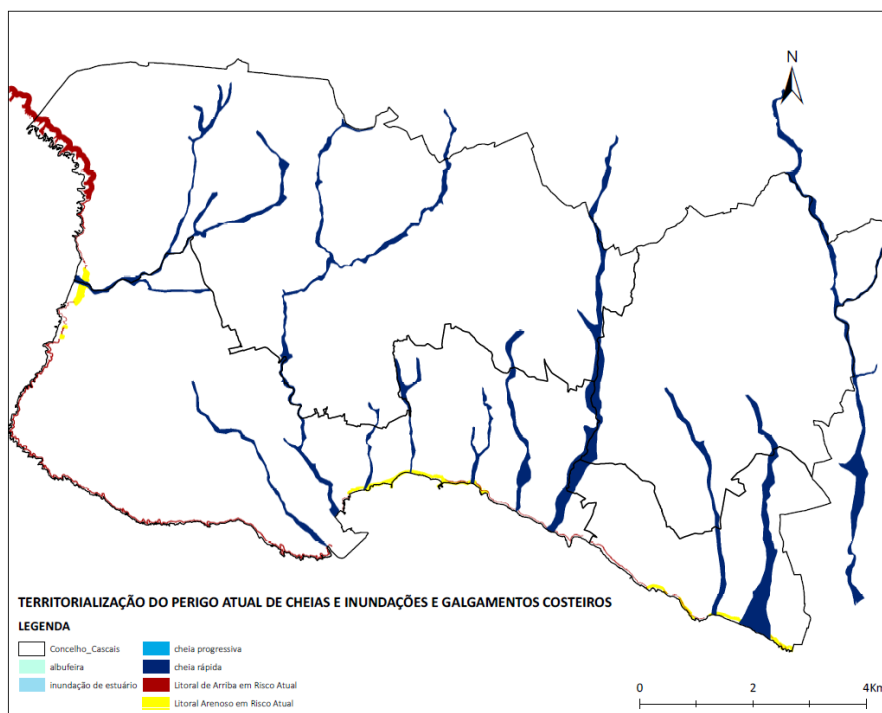 N
TERRITORIALIZAÇÃO DO PERIGO ATUAL DE CHEIAS E INUNDAÇÕES E GALGAMENTOS COSTEIROS
LEGENDA
Concelho_Cascais
albufeira
inundação de estuário
cheia progressiva
cheia rápida
Litoral de Arriba em Risco Atual
Litoral Arenoso em Risco Atual
0 2 4Km